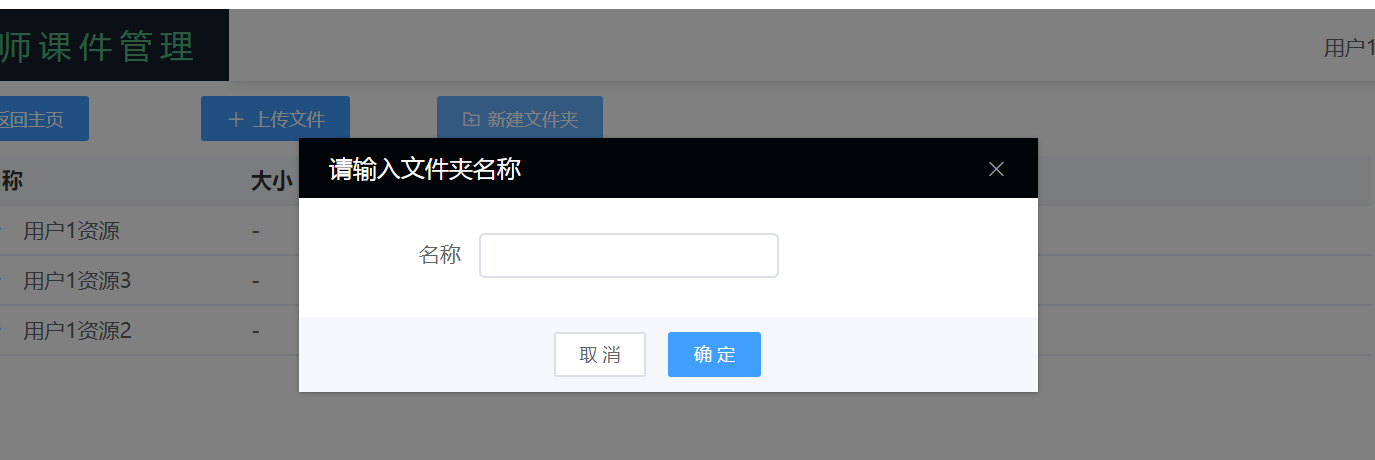 师课件管理
用户1
返回主页
上传文件
新建文件夹
请输入文件夹名称
称
大小
名称
用户1资源
-
用户1资源3
-
用户1资源2
-
取 消
确 定